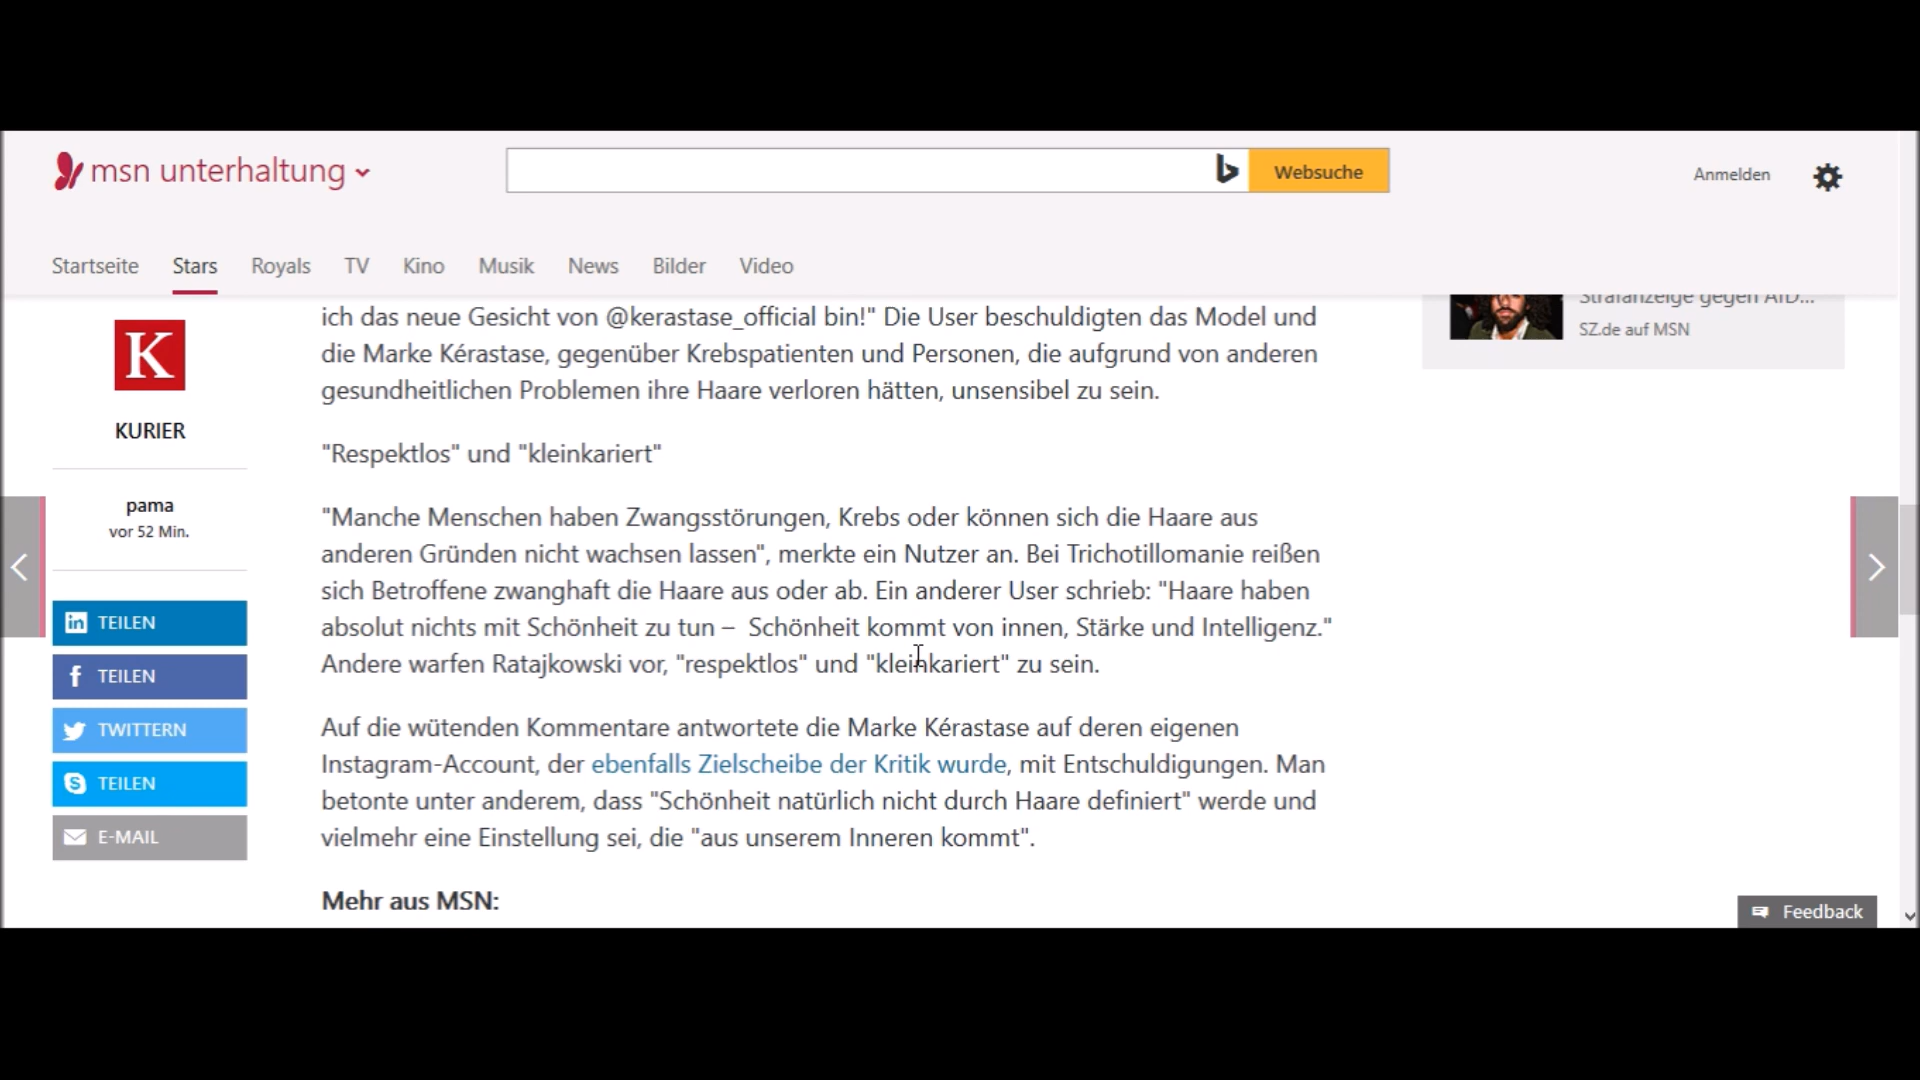 msn unterhaltung
Websuche
Anmelden
Startseite Stars Royals TV Kino Musik News Bilder Video
K
KURIER
pama
vor 52 Min.
in TEILEN
f TEILEN
TWITTERN
S TEILEN
E-MAIL
ich das neue Gesicht von @kerastase_official bin!" Die User beschuldigten das Model und
die Marke Kérastase, gegenüber Krebspatienten und Personen, die aufgrund von anderen
gesundheitlichen Problemen ihre Haare verloren hätten, unsensibel zu sein.
"Respektlos" und "kleinkariert"
"Manche Menschen haben Zwangsstörungen, Krebs oder können sich die Haare aus
anderen Gründen nicht wachsen lassen", merkte ein Nutzer an. Bei Trichotillomanie reißen
sich Betroffene zwanghaft die Haare aus oder ab. Ein anderer User schrieb: "Haare haben
absolut nichts mit Schönheit zu tun – Schönheit kommt von innen, Stärke und Intelligenz."
Andere warfen Ratajkowski vor, "respektlos" und "kleinkariert" zu sein.
Auf die wütenden Kommentare antwortete die Marke Kérastase auf deren eigenen
Instagram-Account, der ebenfalls Zielscheibe der Kritik wurde, mit Entschuldigungen. Man
betonte unter anderem, dass "Schönheit natürlich nicht durch Haare definiert" werde und
vielmehr eine Einstellung sei, die "aus unserem Inneren kommt".
Mehr aus MSN:
Strafanzeige gegen AfD...
SZ.de auf MSN
Feedback